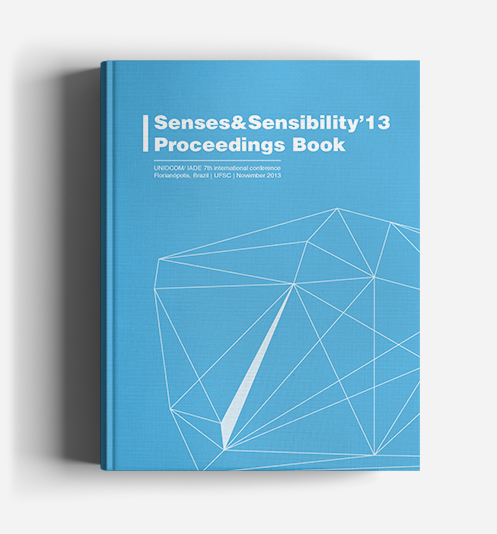 Senses&Sensibility'13
Proceedings Book
UNIDCOM/ IADE 7th international conference
Florianópolis, Brazil | UFSC | November 2013